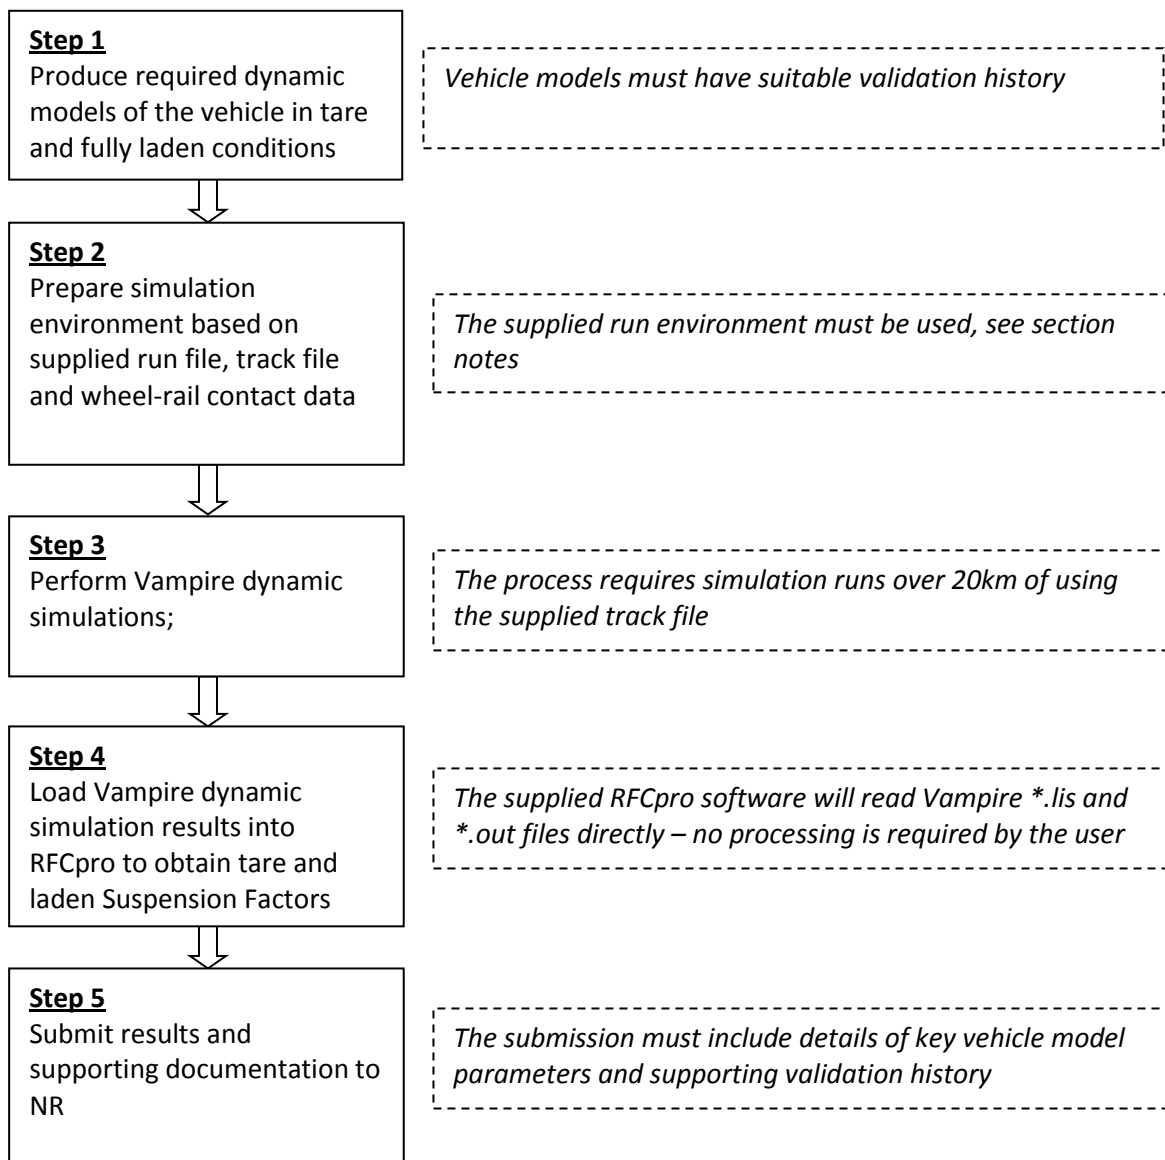 Step 1
Produce required dynamic
models of the vehicle in tare
and fully laden conditions
Vehicle models must have suitable validation history
Step 2
Prepare simulation
environment based on
supplied run file, track file
and wheel-rail contact data
The supplied run environment must be used, see section
notes
Step 3
Perform Vampire dynamic
simulations;
The process requires simulation runs over 20km of using
the supplied track file
Step 4
Load Vampire dynamic
simulation results into
RFCpro to obtain tare and
laden Suspension Factors
The supplied RFCpro software will read Vampire *.lis and
*.out files directly – no processing is required by the user
Step 5
Submit results and
supporting documentation to
NR
The submission must include details of key vehicle model
parameters and supporting validation history